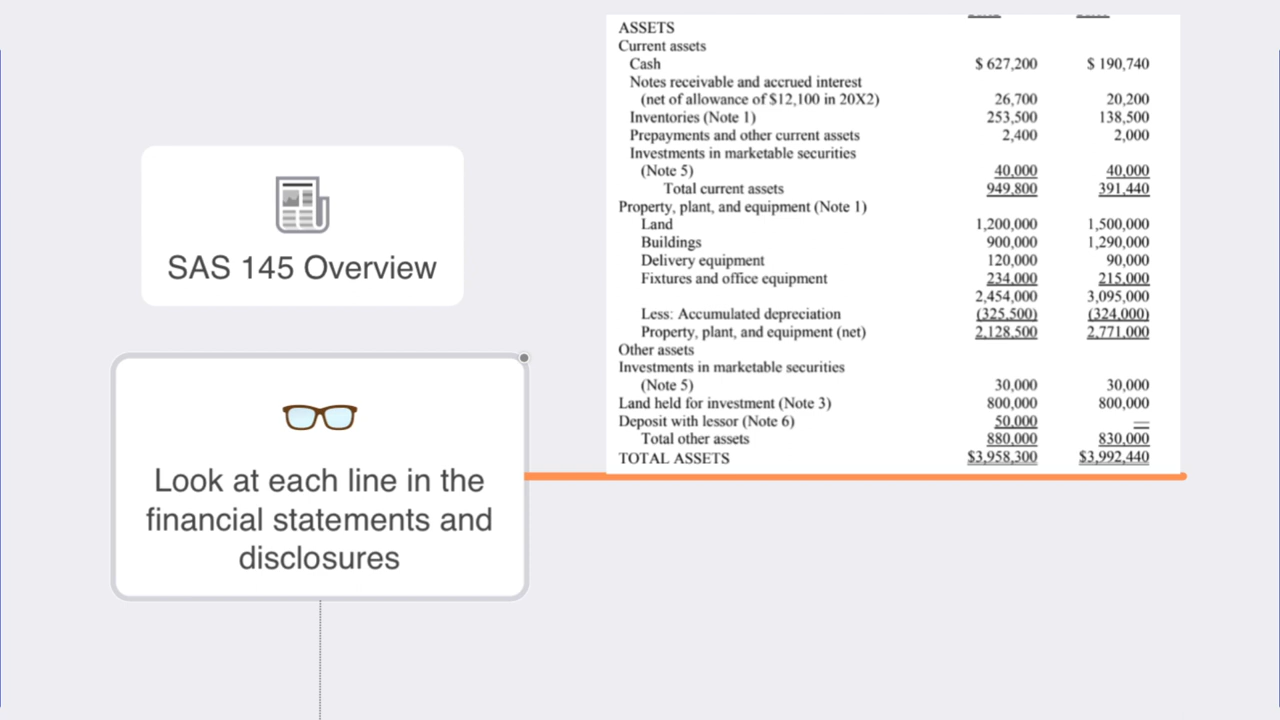 SAS 145 Overview
Look at each line in the
financial statements and
disclosures
ASSETS
Current assets
Cash $ 627,200 $ 190,740
Notes receivable and accrued interest
(net of allowance of $12,100 in 20X2) 26,700 20,200
Inventories (Note 1) 253,500 138,500
Prepayments and other current assets 2,400 2,000
Investments in marketable securities
(Note 5) 40,000 40,000
Total current assets 949,800 391,440
Property, plant, and equipment (Note 1)
Land 1,200,000 1,500,000
Buildings 900,000 1,290,000
Delivery equipment 120,000 90,000
Fixtures and office equipment 234,000 215,000
2,454,000 3,095,000
Less: Accumulated depreciation (325,500) (324,000)
Property, plant, and equipment (net) 2,128,500 2,771,000
Other assets
Investments in marketable securities
(Note 5) 30,000 30,000
Land held for investment (Note 3) 800,000 800,000
Deposit with lessor (Note 6) 50,000 —
Total other assets 880,000 830,000
TOTAL ASSETS $3,958,300 $3,992,440